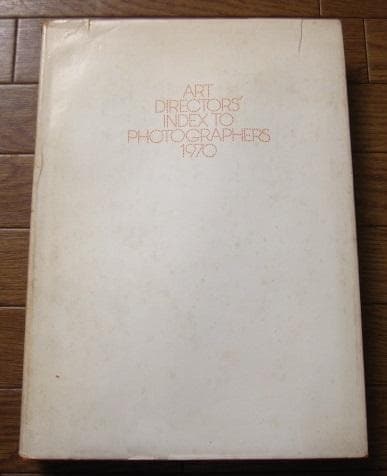 ART
DIRECTORS'
INDEX TO
PHOTOGRAPHERS
1970